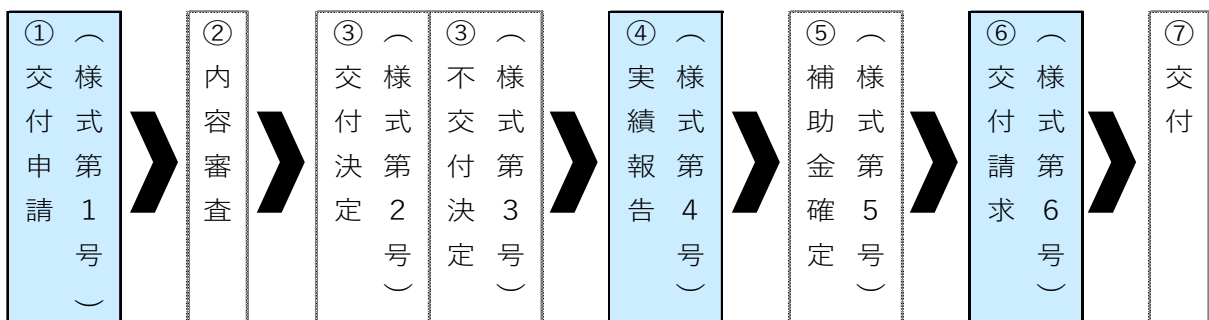 ①交付申請
（様式第1号）
②内容審査
③交付決定
（様式第2号）
③不交付決定
（様式第3号）
④実績報告
（様式第4号）
⑤補助金確定
（様式第5号）
⑥交付請求
（様式第6号）
⑦交付